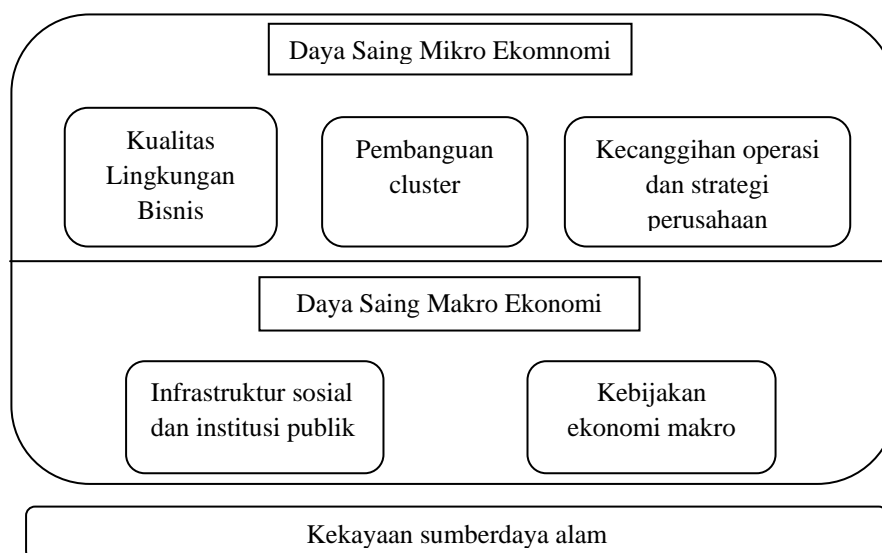 Daya Saing Mikro Ekomnomi
Kualitas
Lingkungan
Bisnis
Pembanguan
cluster
Kecanggihan operasi
dan strategi
perusahaan
Daya Saing Makro Ekonomi
Infrastruktur sosial
dan institusi publik
Kebijakan
ekonomi makro
Kekayaan sumberdaya alam